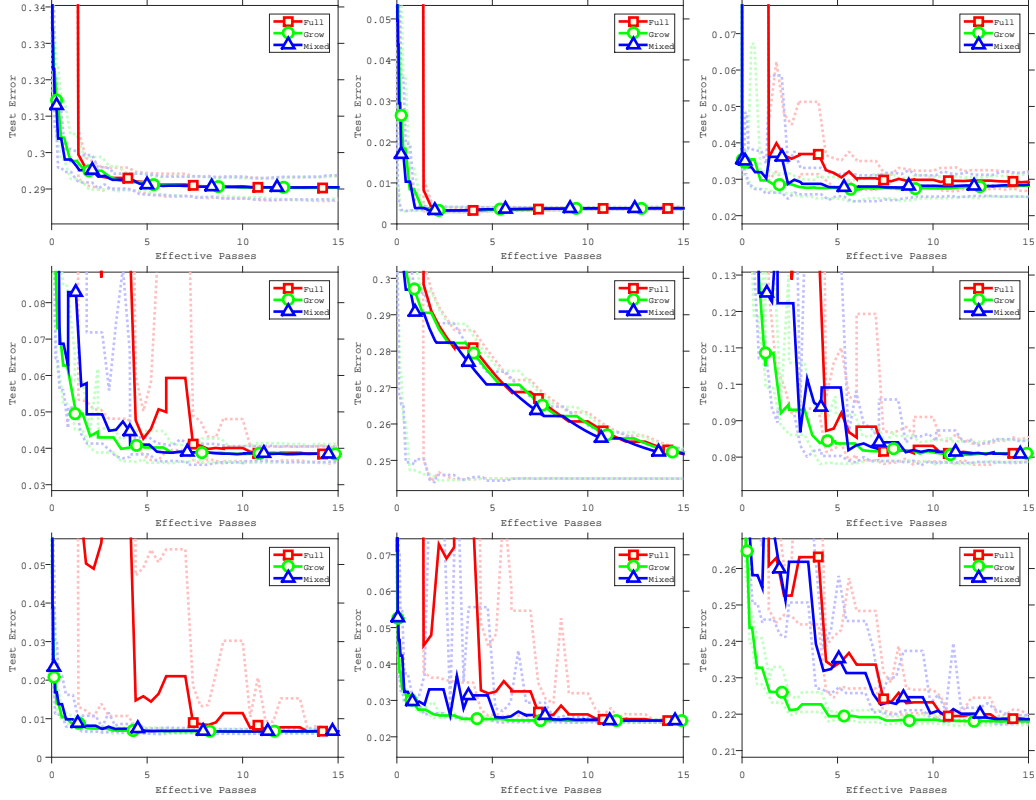 Test Error
0.34
0.33
0.32
0.31
0.3
0.29
Full
Grow
Mixed
0 5 10 15
Effective Passes
Test Error
0.05
0.04
0.03
0.02
0.01
0
Full
Grow
Mixed
0 5 10 15
Effective Passes
Test Error
0.07
0.06
0.05
0.04
0.03
0.02
Full
Grow
Mixed
0 5 10 15
Effective Passes
Test Error
0.08
0.07
0.06
0.05
0.04
0.03
Full
Grow
Mixed
0 5 10 15
Effective Passes
Test Error
0.3
0.29
0.28
0.27
0.26
0.25
Full
Grow
Mixed
0 5 10 15
Effective Passes
Test Error
0.13
0.12
0.11
0.1
0.09
0.08
Full
Grow
Mixed
0 5 10 15
Effective Passes
Test Error
0.05
0.04
0.03
0.02
0.01
0
Full
Grow
Mixed
0 5 10 15
Effective Passes
Test Error
0.07
0.06
0.05
0.04
0.03
0.02
Full
Grow
Mixed
0 5 10 15
Effective Passes
Test Error
0.26
0.25
0.24
0.23
0.22
0.21
Full
Grow
Mixed
0 5 10 15
Effective Passes